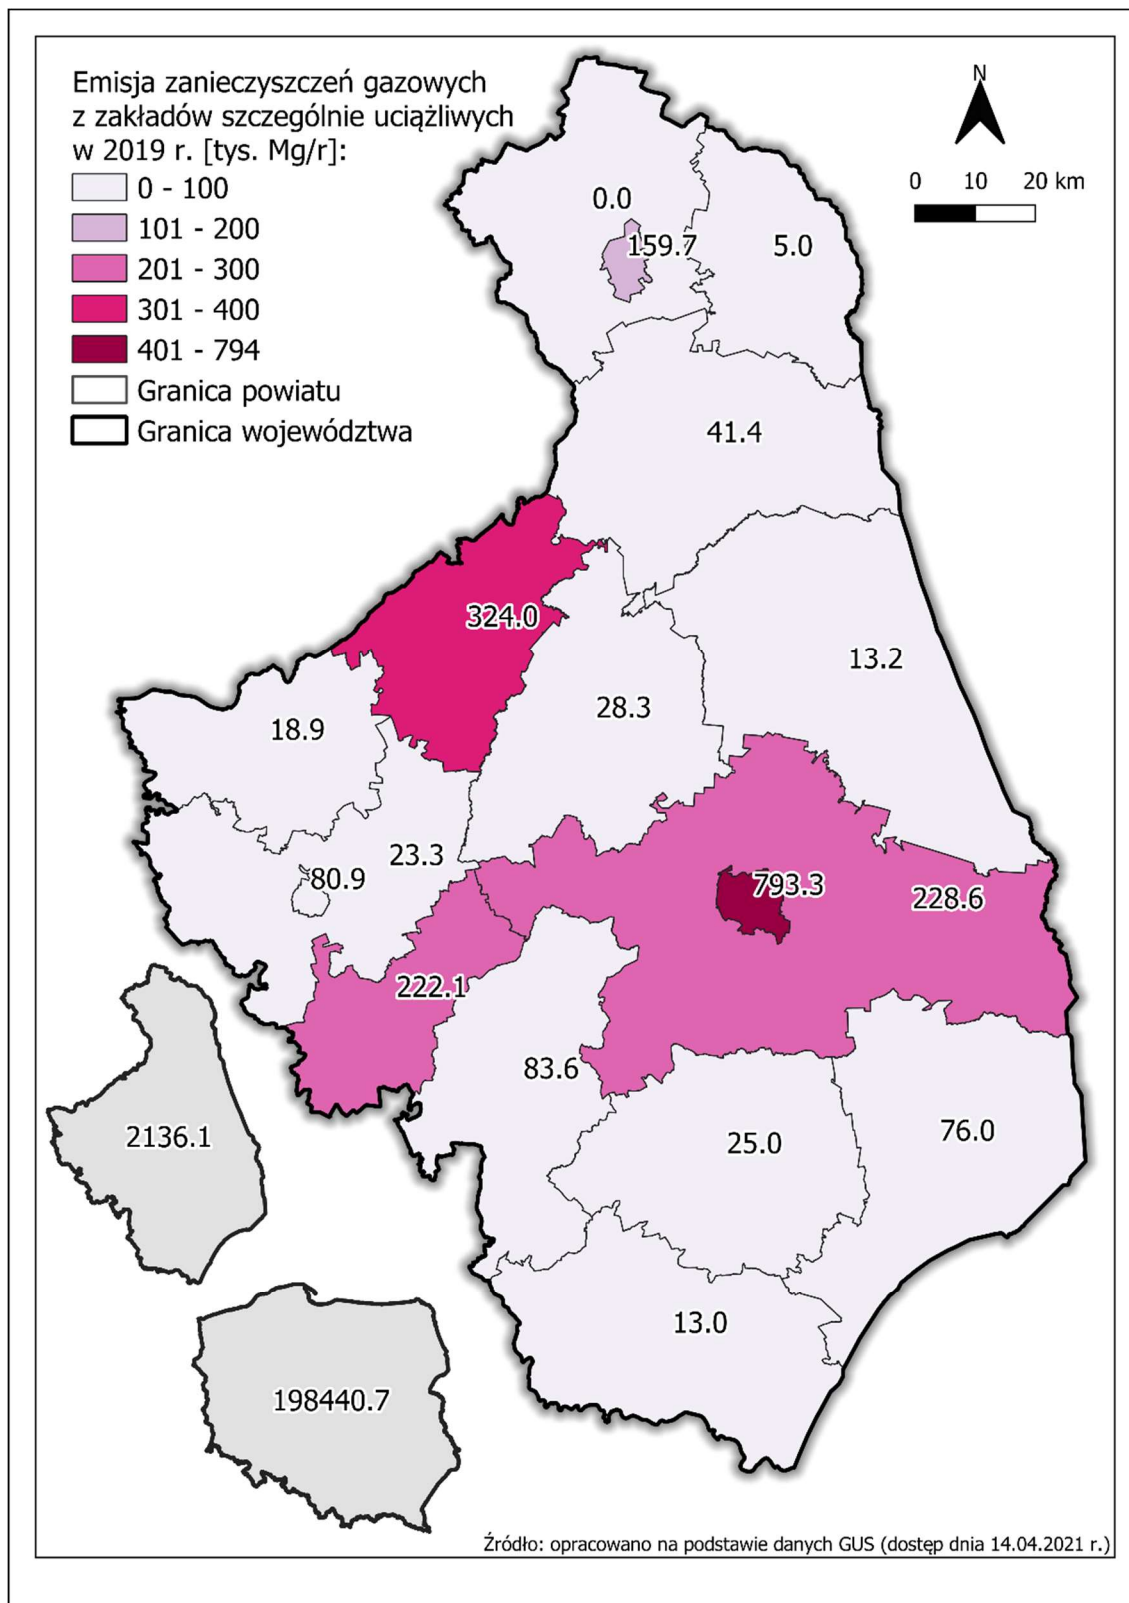 Emisja zanieczyszczeń gazowych
z zakładów szczególnie uciążliwych
w 2019 r. [tys. Mg/r]:
0 - 100
101 - 200
201 - 300
301 - 400
401 - 794
Granica powiatu
Granica województwa
N
0 10 20 km
0.0
159.7
5.0
41.4
324.0
13.2
28.3
18.9
23.3
80.9
793.3
228.6
222.1
83.6
25.0
76.0
2136.1
13.0
198440.7
Źródło: opracowano na podstawie danych GUS (dostęp dnia 14.04.2021 r.)